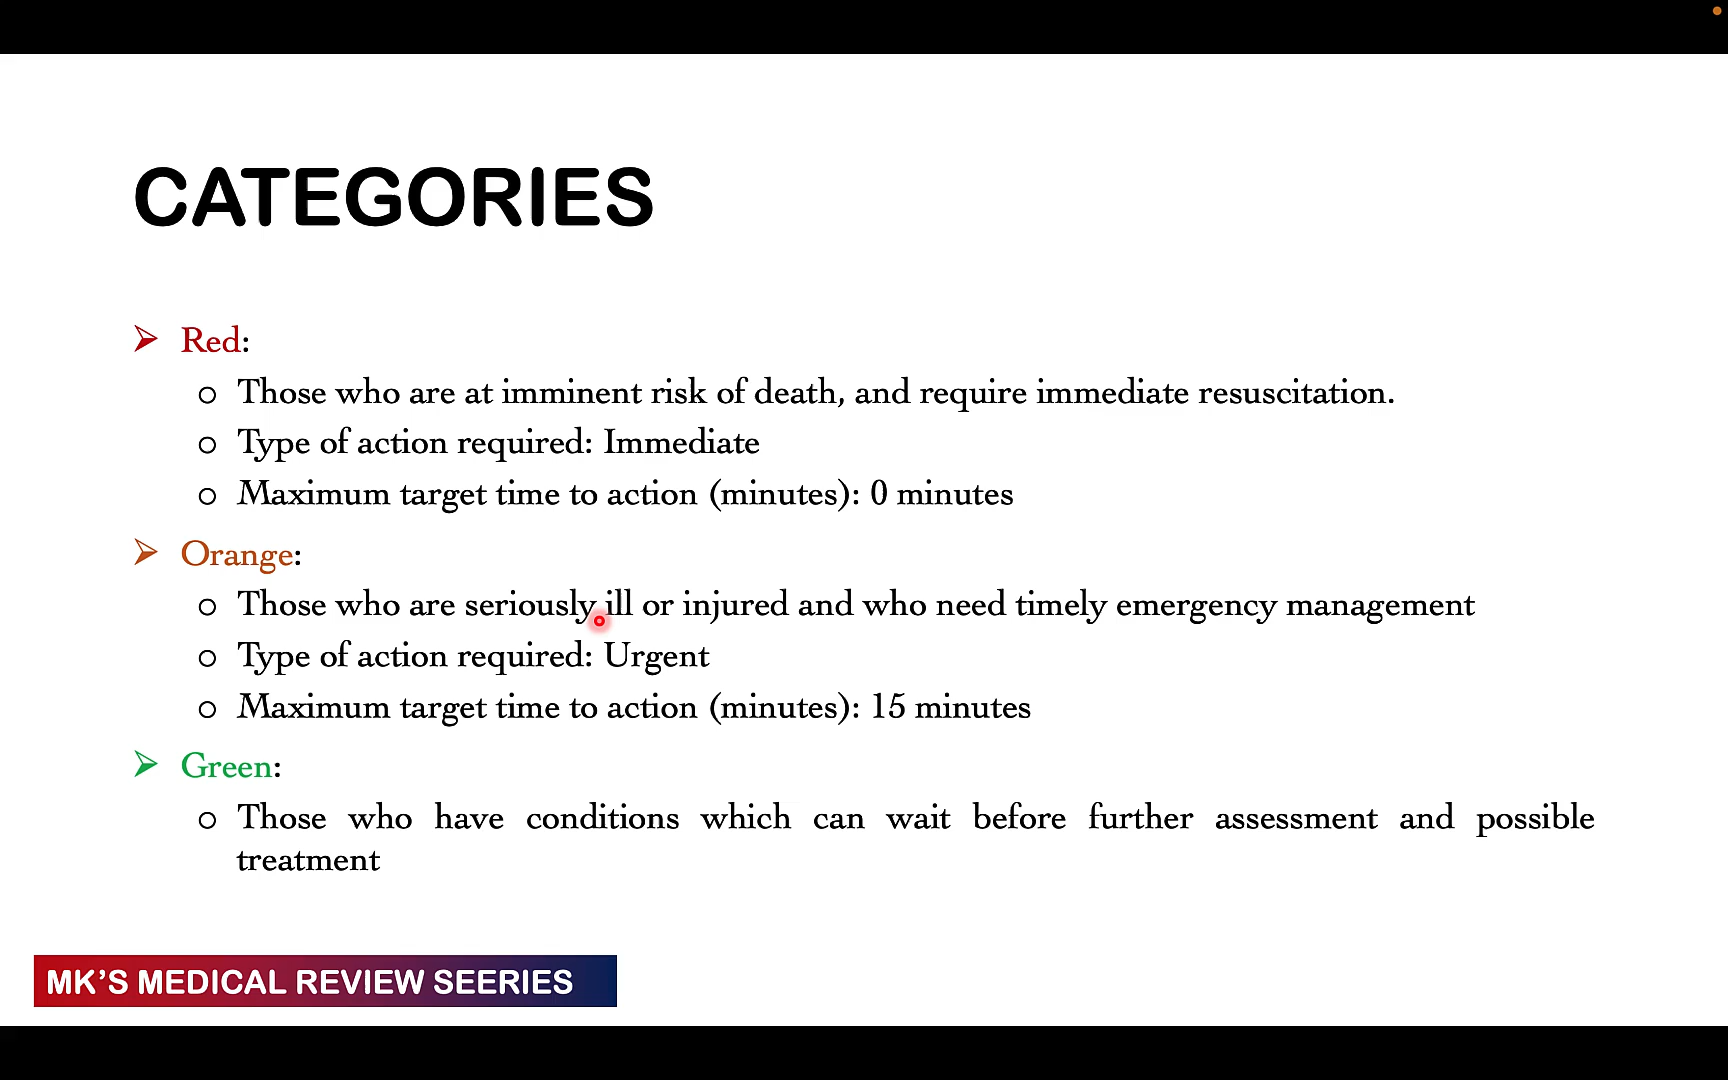 CATEGORIES
Red:
Those who are at imminent risk of death, and require immediate resuscitation.
Type of action required: Immediate
Maximum target time to action (minutes): 0 minutes
Orange:
Those who are seriously ill or injured and who need timely emergency management
Type of action required: Urgent
Maximum target time to action (minutes): 15 minutes
Green:
Those who have conditions which can wait before further assessment and possible
treatment
MK’S MEDICAL REVIEW SEERIES